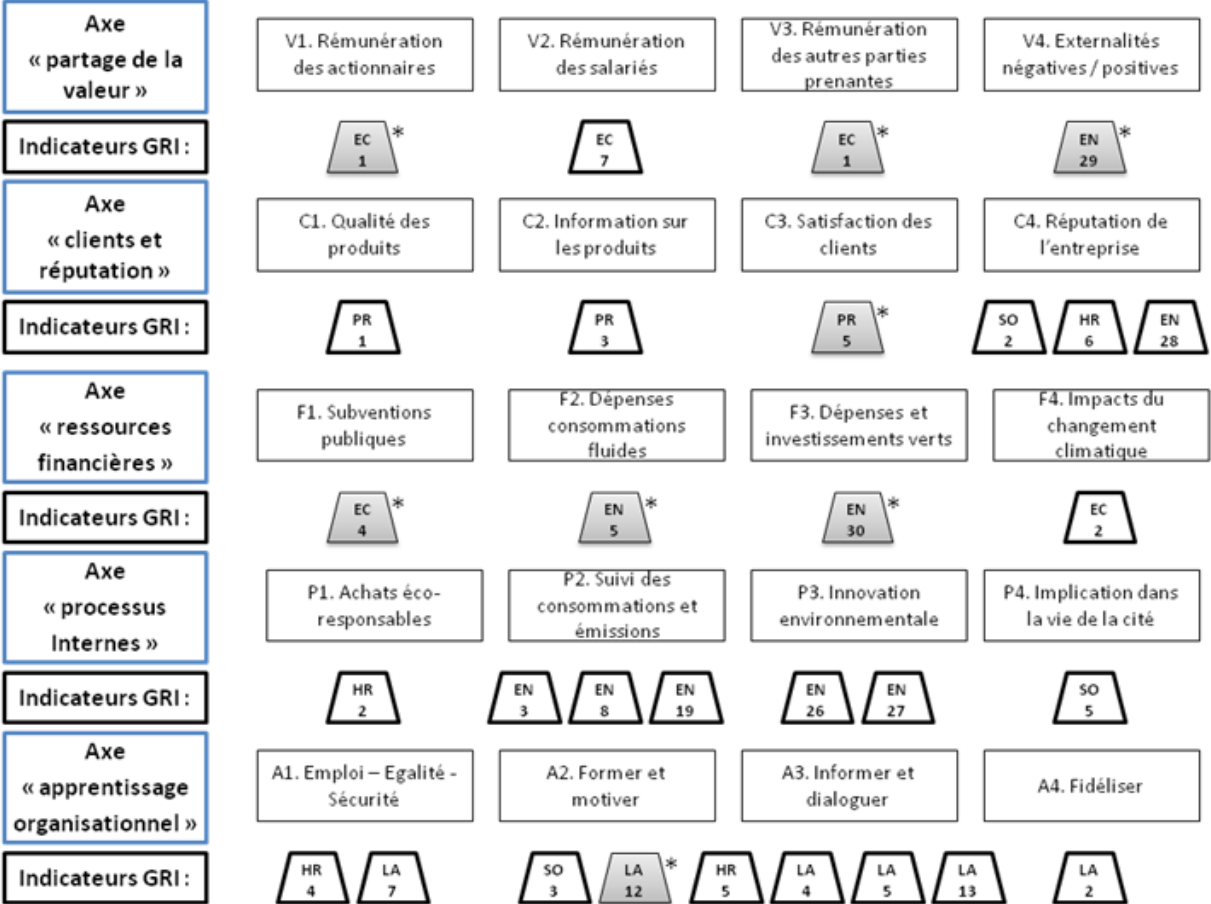 Axe
« partage de la
valeur »
V1. Rémunération
des actionnaires
V2. Rémunération
des salariés
V3. Rémunération
des autres parties
prenantes
V4. Externalités
négatives / positives
Indicateurs GRI :
EC
1
*
EC
7
EC
1
*
EN
29
*
Axe
« clients et
réputation »
C1. Qualité des
produits
C2. Information sur
les produits
C3. Satisfaction des
clients
C4. Réputation de
l’entreprise
Indicateurs GRI :
PR
1
PR
3
PR
5
*
SO
2
HR
6
EN
28
Axe
« ressources
financières »
F1. Subventions
publiques
F2. Dépenses
consommations
fluides
F3. Dépenses et
investissements verts
F4. Impacts du
changement
climatique
Indicateurs GRI :
EC
4
*
EN
5
*
EN
30
*
EC
2
Axe
« processus
Internes »
P1. Achats éco-
responsables
P2. Suivi des
consommations et
émissions
P3. Innovation
environnementale
P4. Implication dans
la vie de la cité
Indicateurs GRI :
HR
2
EN
3
EN
8
EN
19
EN
26
EN
27
SO
5
Axe
« apprentissage
organisationnel »
A1. Emploi – Egalité -
Sécurité
A2. Former et
motiver
A3. Informer et
dialoguer
A4. Fidéliser
Indicateurs GRI :
HR
4
LA
7
SO
3
LA
12
*
HR
5
LA
4
LA
5
LA
13
LA
2